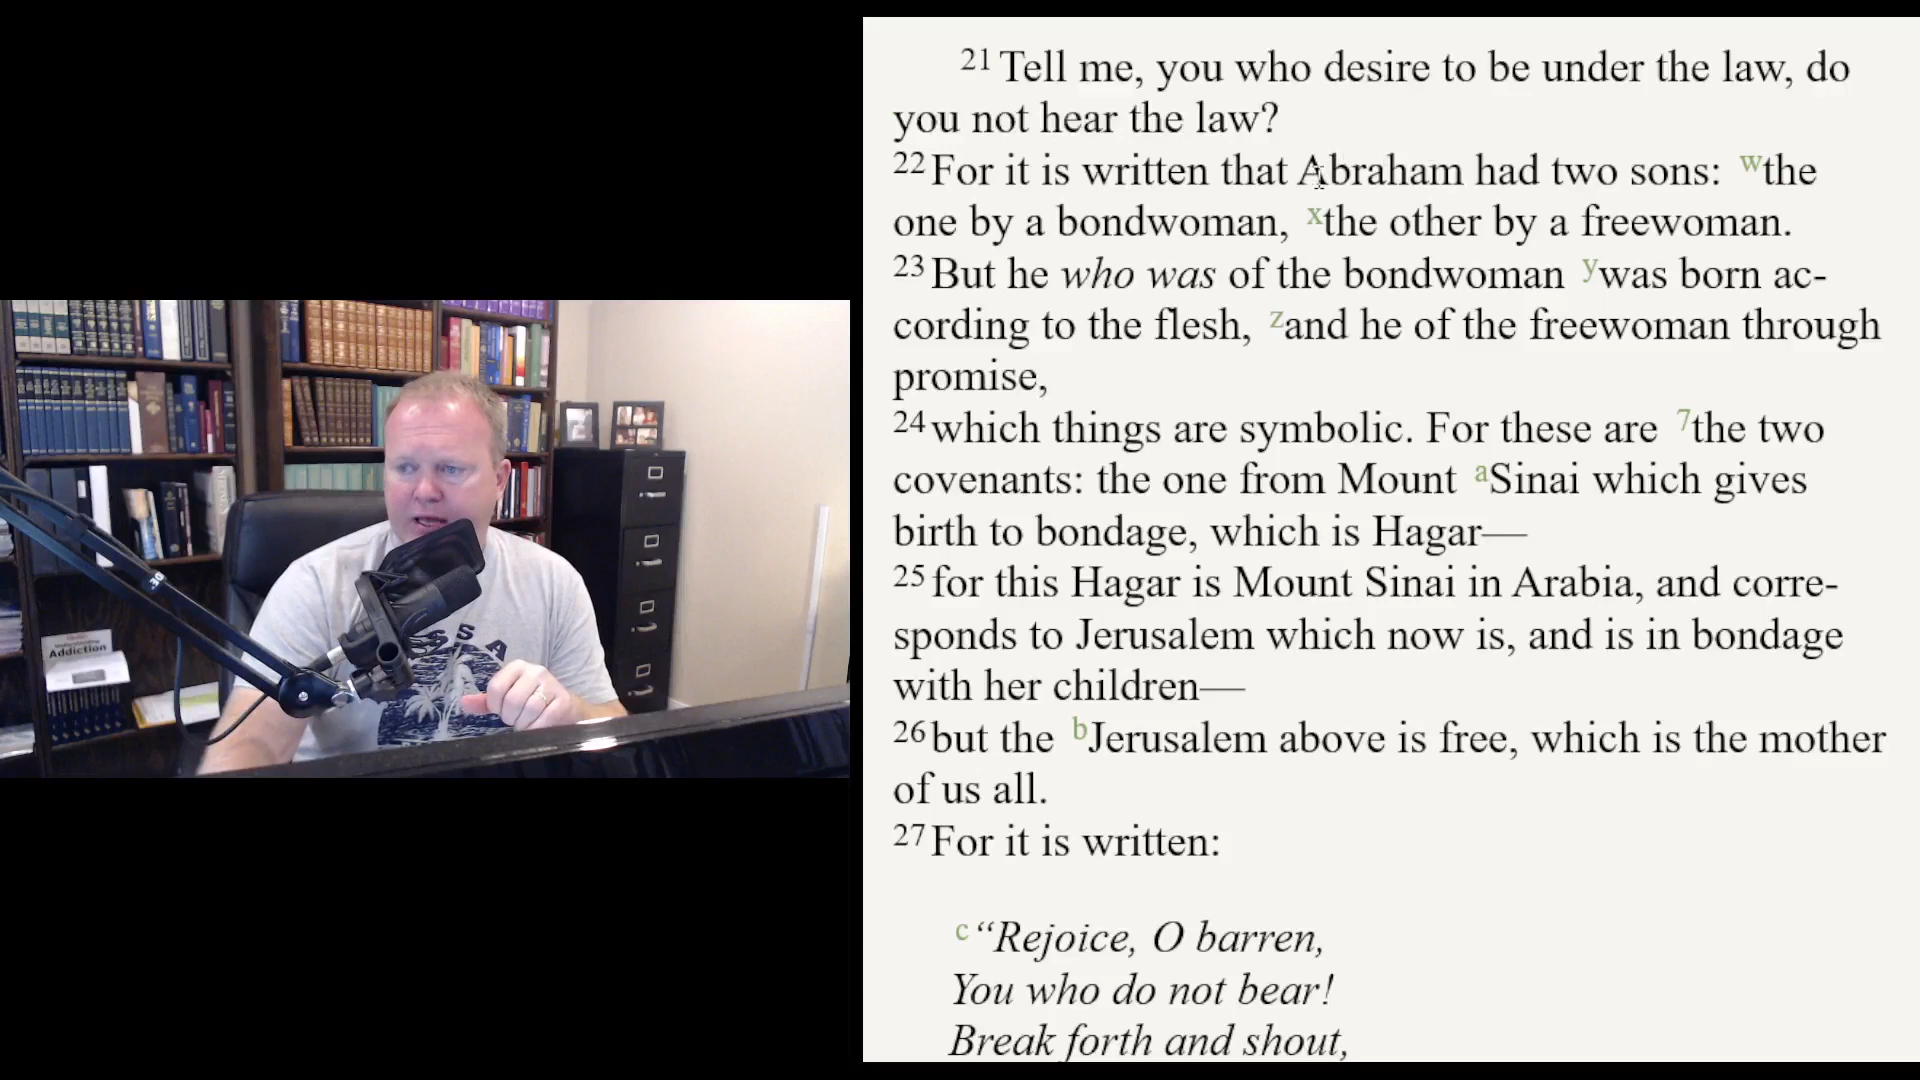 21 Tell me, you who desire to be under the law, do
you not hear the law?
22 For it is written that Abraham had two sons: w the
one by a bondwoman, x the other by a freewoman.
23 But he who was of the bondwoman y was born ac-
cording to the flesh, z and he of the freewoman through
promise,
24 which things are symbolic. For these are 7 the two
covenants: the one from Mount a Sinai which gives
birth to bondage, which is Hagar—
25 for this Hagar is Mount Sinai in Arabia, and corre-
sponds to Jerusalem which now is, and is in bondage
with her children—
26 but the b Jerusalem above is free, which is the mother
of us all.
27 For it is written:
c “Rejoice, O barren,
You who do not bear!
Break forth and shout,
Addiction